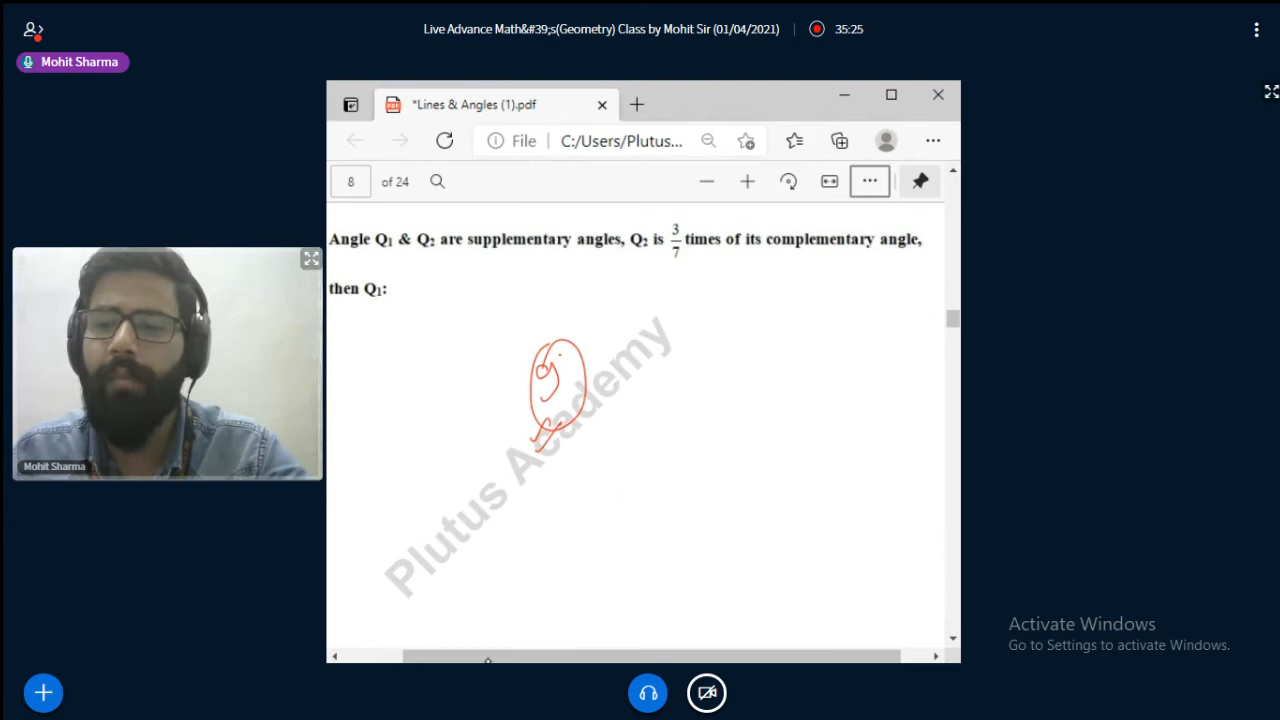 Live Advance Math&#39;s(Geometry) Class by Mohit Sir (01/04/2021)
35:25
Mohit Sharma
*Lines & Angles (1).pdf
File
C:/Users/Plutus...
8
of 24
Angle Q₁ & Q₂ are supplementary angles, Q₂ is 3/7 times of its complementary angle,
then Q₁:
Plutus Academy
Mohit Sharma
Activate Windows
Go to Settings to activate Windows.